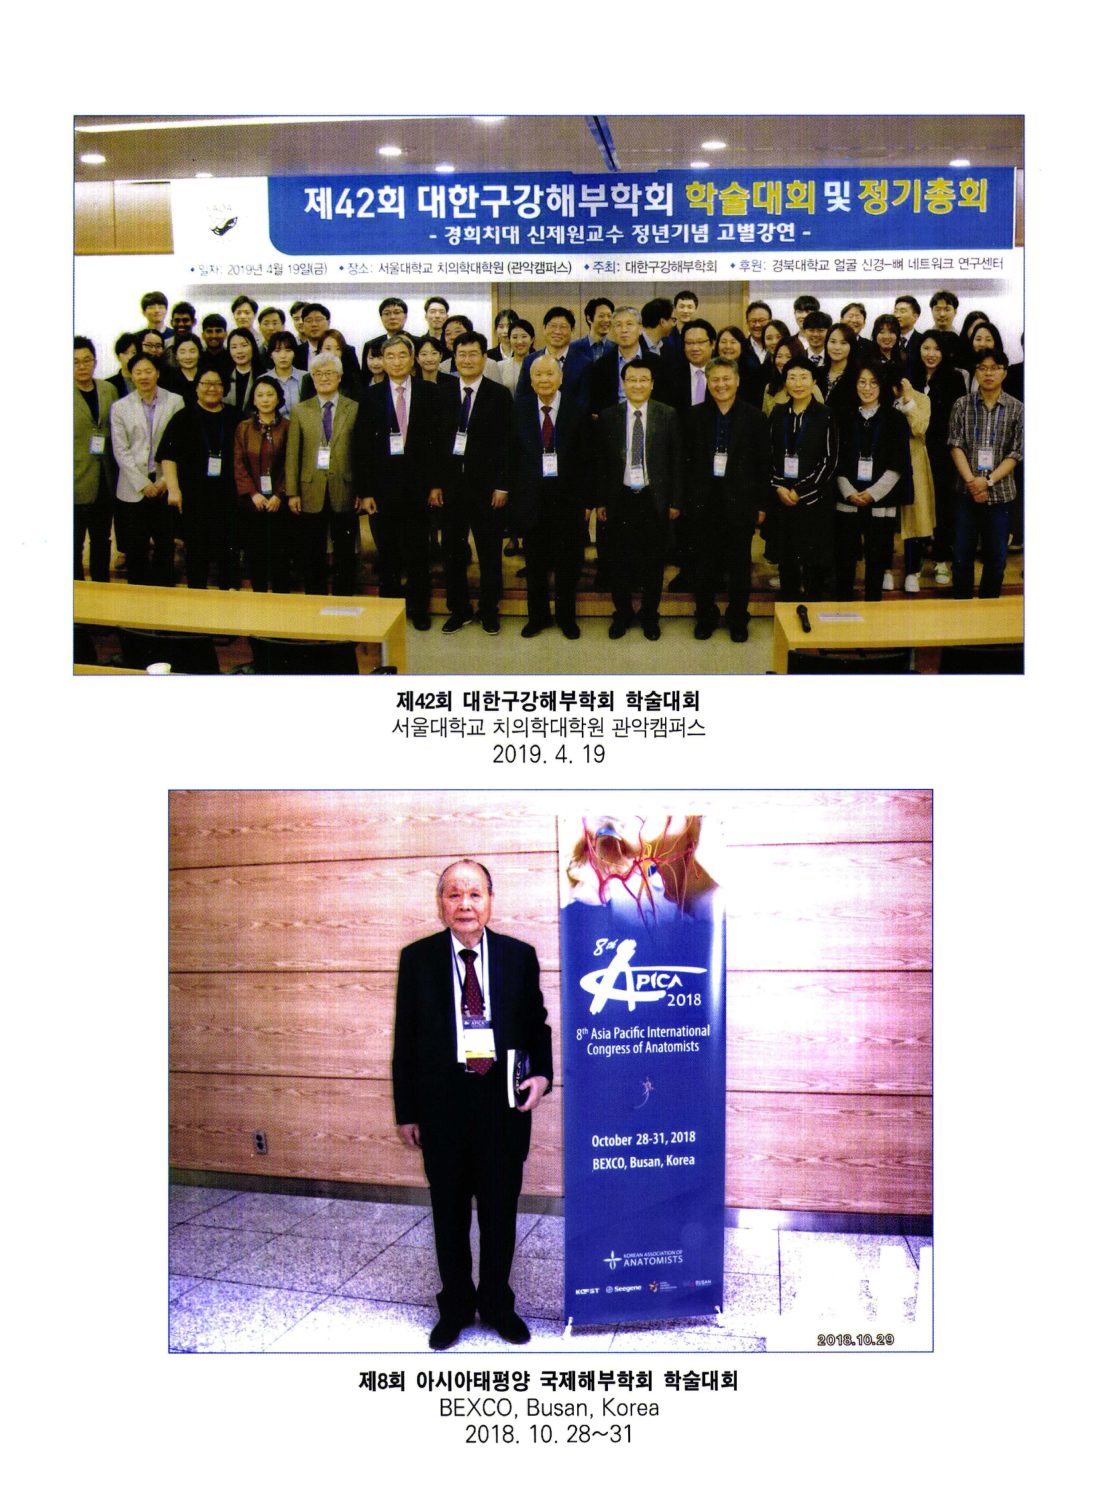 제42회 대한구강해부학회 학술대회 및 정기총회
- 경희치대 신제원교수 정년기념 고별강연 -
◆ 일자: 2019년 4월 19일(금) ◆ 장소: 서울대학교 치의학대학원 (관악캠퍼스) ◆ 주최: 대한구강해부학회 ◆ 후원: 경북대학교 얼굴 신경-뼈 네트워크 연구센터
제42회 대한구강해부학회 학술대회
서울대학교 치의학대학원 관악캠퍼스
2019. 4. 19
8th
APICA
2018
8th Asia Pacific International
Congress of Anatomists
APICA
October 28-31, 2018
BEXCO, Busan, Korea
KOREAN ASSOCIATION OF
ANATOMISTS
KOFST Seegene BUSAN
2018.10.29
제8회 아시아태평양 국제해부학회 학술대회
BEXCO, Busan, Korea
2018. 10. 28~31